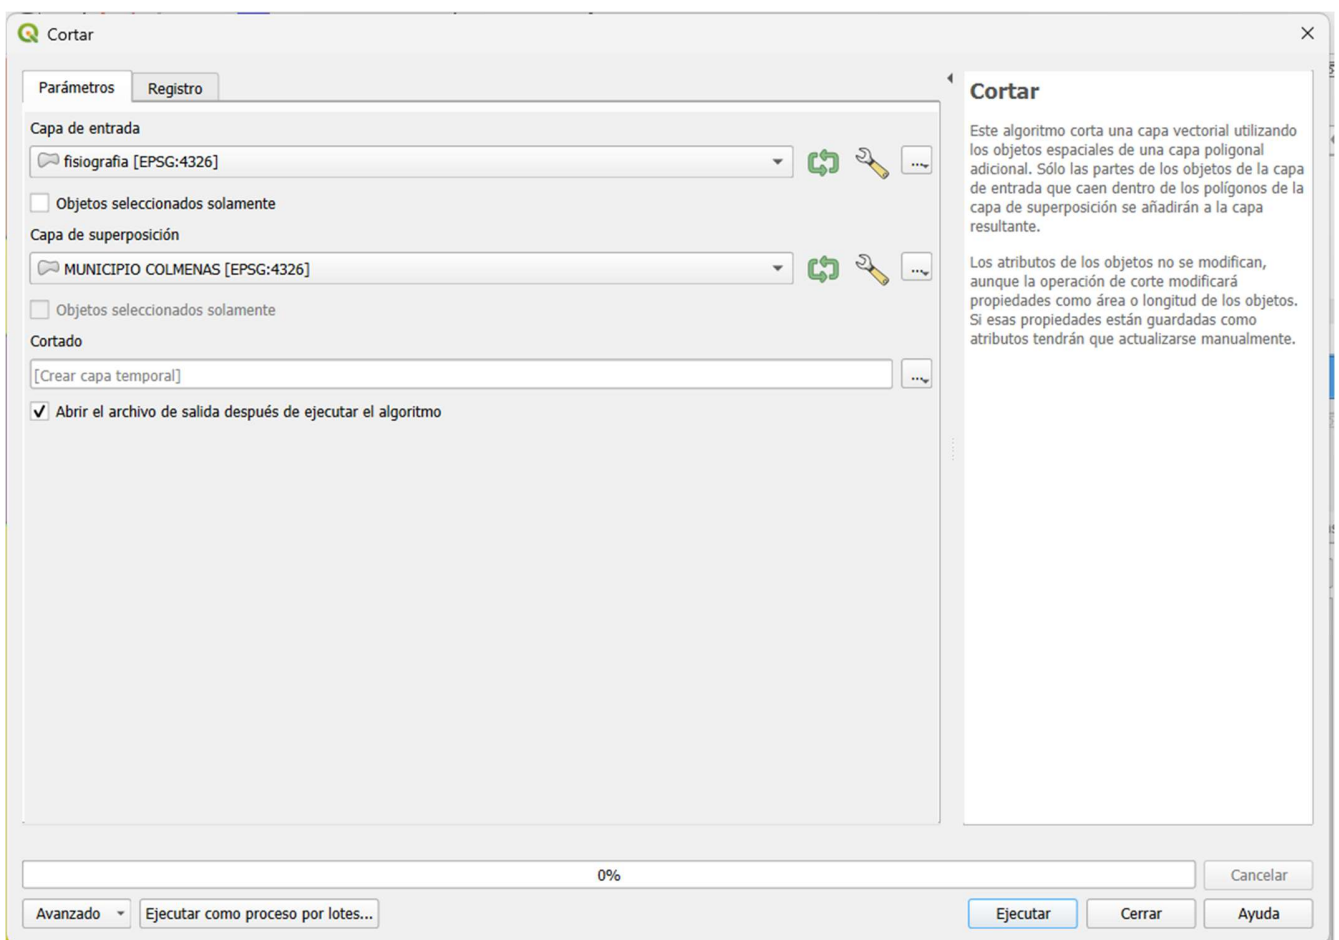 Cortar
Parámetros
Registro
Capa de entrada
fisiografia [EPSG:4326]
Objetos seleccionados solamente
Capa de superposición
MUNICIPIO COLMENAS [EPSG:4326]
Objetos seleccionados solamente
Cortado
[Crear capa temporal]
Abrir el archivo de salida después de ejecutar el algoritmo
Cortar
Este algoritmo corta una capa vectorial utilizando
los objetos espaciales de una capa poligonal
adicional. Sólo las partes de los objetos de la capa
de entrada que caen dentro de los polígonos de la
capa de superposición se añadirán a la capa
resultante.
Los atributos de los objetos no se modifican,
aunque la operación de corte modificará
propiedades como área o longitud de los objetos.
Si esas propiedades están guardadas como
atributos tendrán que actualizarse manualmente.
0%
Cancelar
Avanzado
Ejecutar como proceso por lotes...
Ejecutar
Cerrar
Ayuda